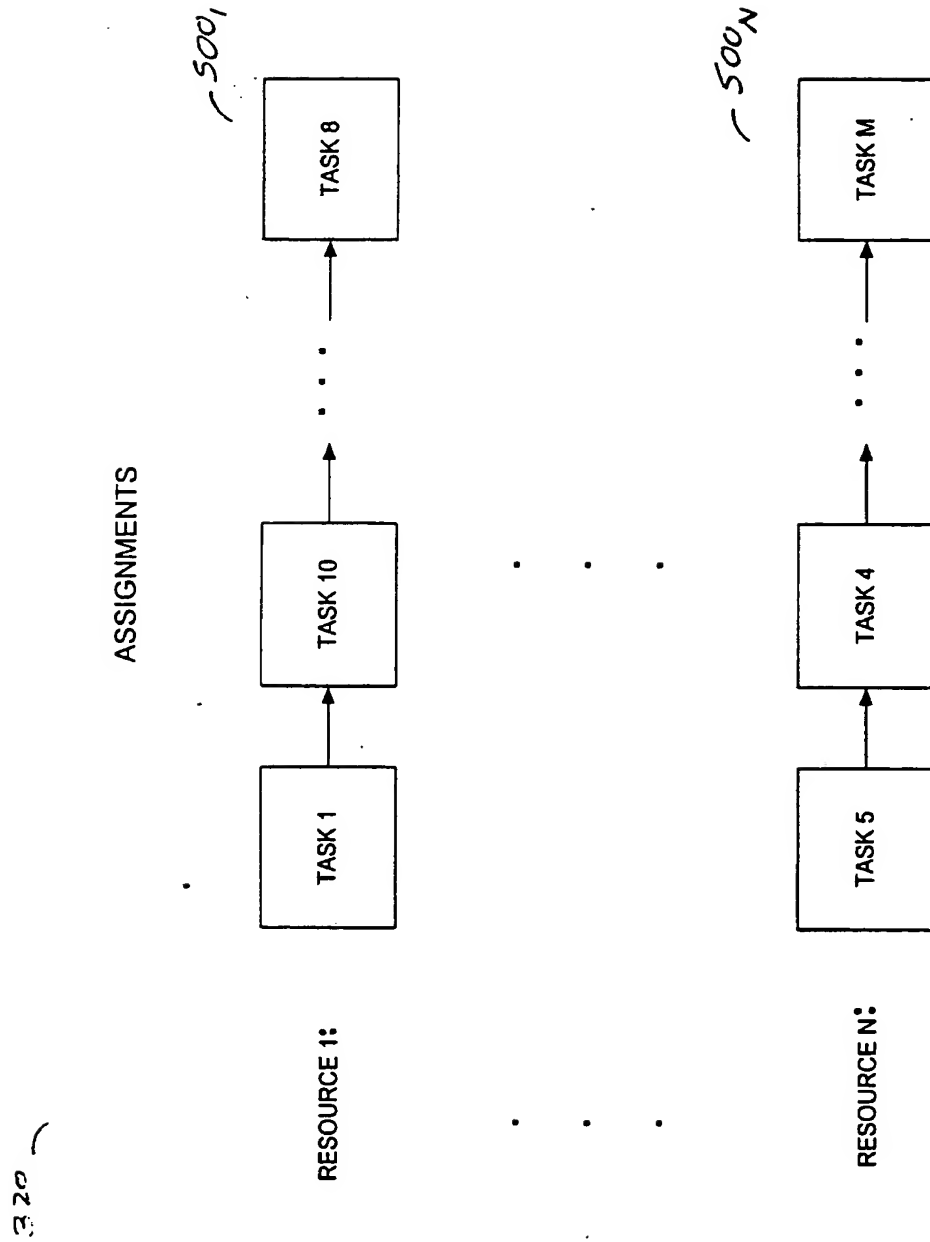 320
ASSIGNMENTS
500₁
RESOURCE 1:
TASK 1
TASK 10
. . .
TASK 8
500N
RESOURCE N:
TASK 5
TASK 4
. . .
TASK M